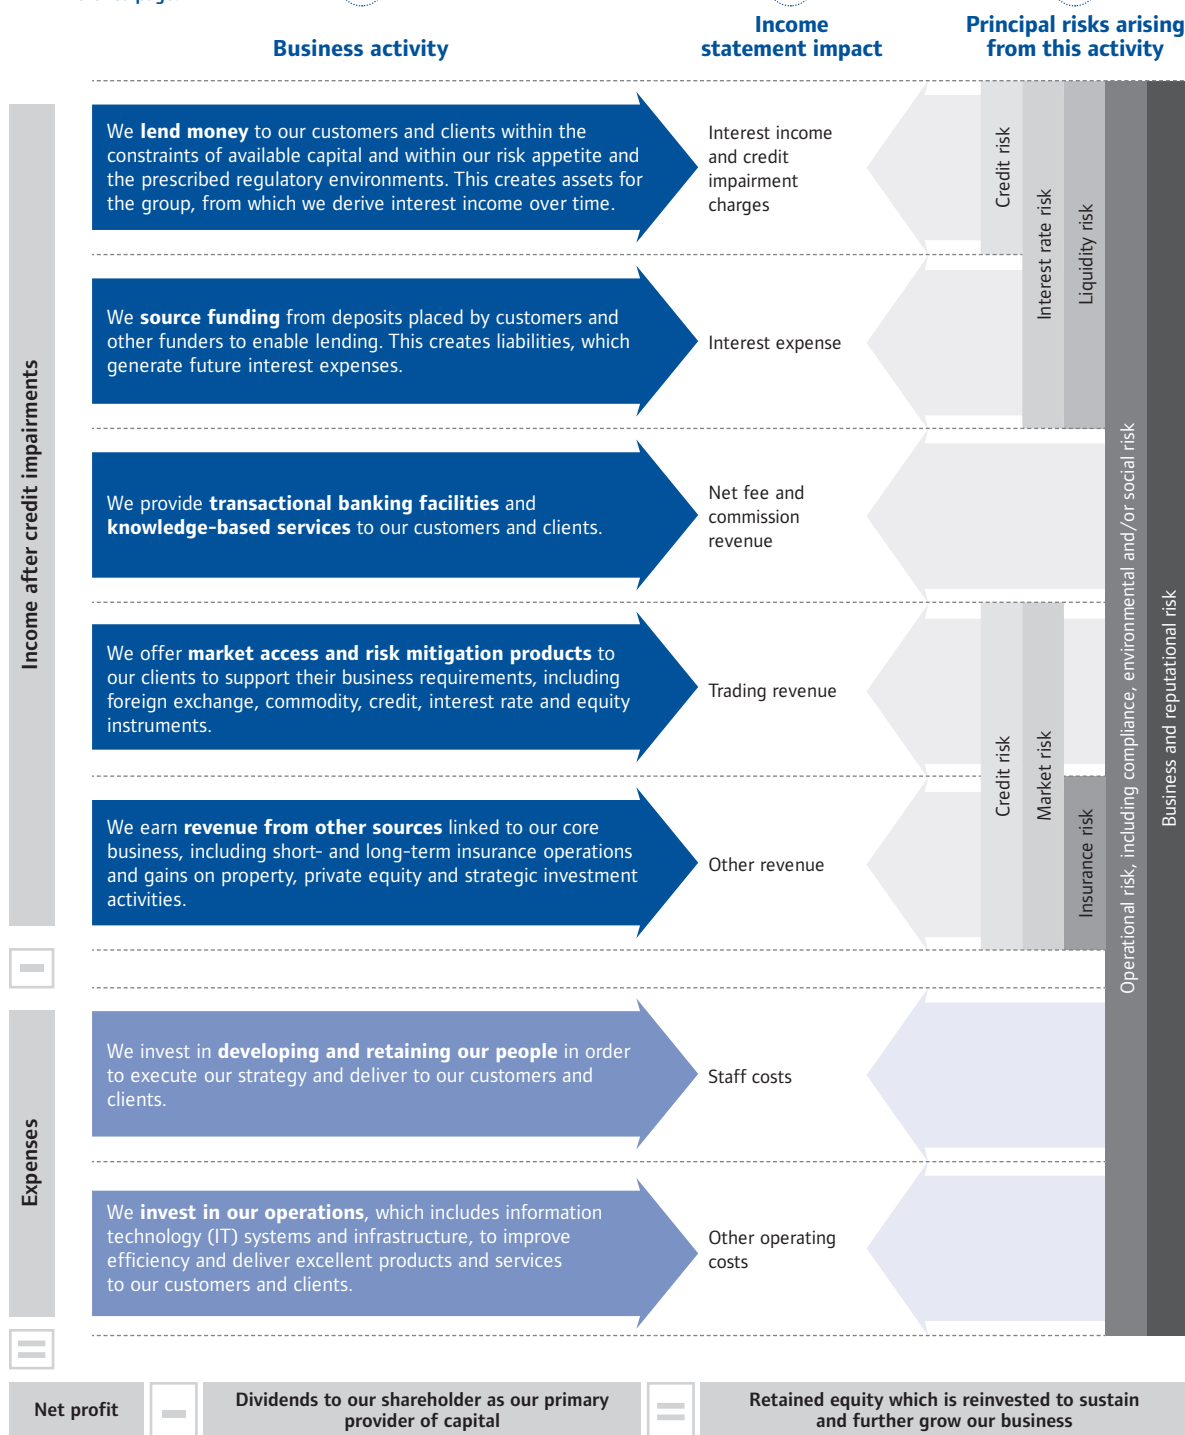 Business activity
Income
statement impact
Principal risks arising
from this activity
Income after credit impairments
We lend money to our customers and clients within the
constraints of available capital and within our risk appetite and
the prescribed regulatory environments. This creates assets for
the group, from which we derive interest income over time.
Interest income
and credit
impairment
charges
Credit risk
Interest rate risk
Liquidity risk
We source funding from deposits placed by customers and
other funders to enable lending. This creates liabilities, which
generate future interest expenses.
Interest expense
We provide transactional banking facilities and
knowledge-based services to our customers and clients.
Net fee and
commission
revenue
Operational risk, including compliance, environmental and/or social risk
Business and reputational risk
We offer market access and risk mitigation products to
our clients to support their business requirements, including
foreign exchange, commodity, credit, interest rate and equity
instruments.
Trading revenue
Credit risk
Market risk
We earn revenue from other sources linked to our core
business, including short- and long-term insurance operations
and gains on property, private equity and strategic investment
activities.
Other revenue
Insurance risk
Expenses
We invest in developing and retaining our people in order
to execute our strategy and deliver to our customers and
clients.
Staff costs
We invest in our operations, which includes information
technology (IT) systems and infrastructure, to improve
efficiency and deliver excellent products and services
to our customers and clients.
Other operating
costs
Net profit
Dividends to our shareholder as our primary
provider of capital
Retained equity which is reinvested to sustain
and further grow our business